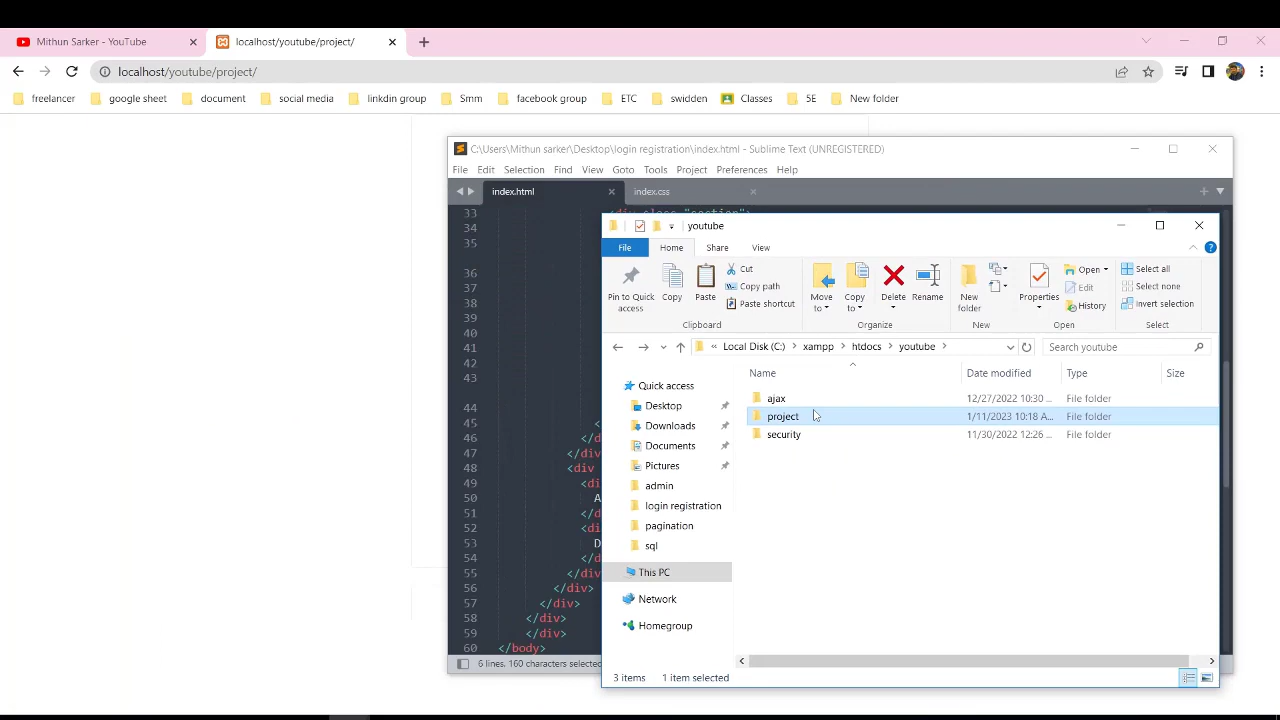 Mithun Sarker - YouTube
localhost/youtube/project/
localhost/youtube/project/
freelancer google sheet document social media linkdin group Smm facebook group ETC swidden Classes 5E New folder
C:\Users\Mithun sarker\Desktop\login registration\index.html - Sublime Text (UNREGISTERED)
File Edit Selection Find View Goto Tools Project Preferences Help
index.html index.css
33 <div class="section">
34
35
36
37
38
39
40
41
42
43
44
45 <
46 </d
47 </div
48 <div
49 <di
50 A
51 </d
52 <di
53 D
54 </d
55 </div
56 </div>
57 </div>
58 </div>
59 </div>
60 </body>
6 lines, 160 characters selected
youtube
File Home Share View
Pin to Quick access
Copy
Paste
Cut
Copy path
Paste shortcut
Clipboard
Move to
Copy to
Delete
Rename
Organize
New folder
New
Properties
Open
Edit
History
Open
Select all
Select none
Invert selection
Select
« Local Disk (C:) xampp htdocs youtube
Search youtube
Name Date modified Type Size
ajax 12/27/2022 10:30 ... File folder
project 1/11/2023 10:18 A... File folder
security 11/30/2022 12:26 ... File folder
Quick access
Desktop
Downloads
Documents
Pictures
admin
login registration
pagination
sql
This PC
Network
Homegroup
3 items 1 item selected